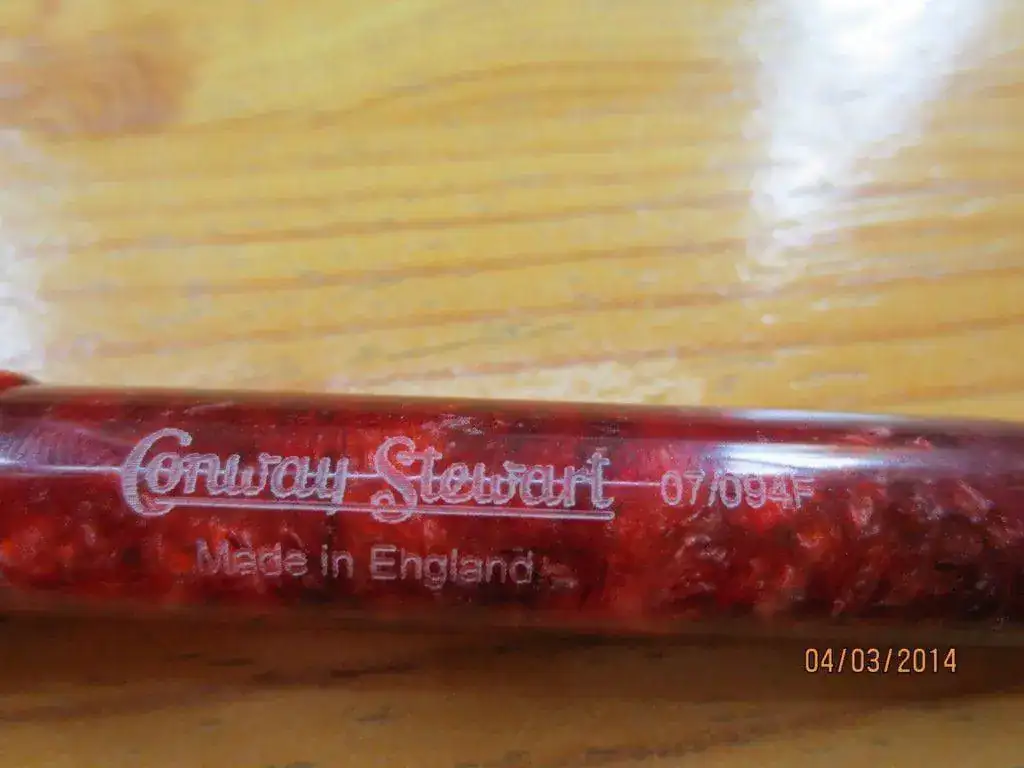 Conway Stewart 07/094F
Made in England
04/03/2014